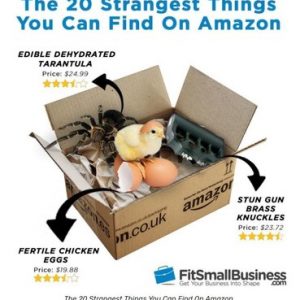 The 20 Strangest Things
You Can Find On Amazon
EDIBLE DEHYDRATED
TARANTULA
Price: $24.99
n.co.uk
amazon
STUN GUN
BRASS
KNUCKLES
Price: $23.72
FERTILE CHICKEN
EGGS
Price: $19.88
FitSmallBusiness.com
Get Your Business Into Shape
The 20 Strangest Things You Can Find On Amazon